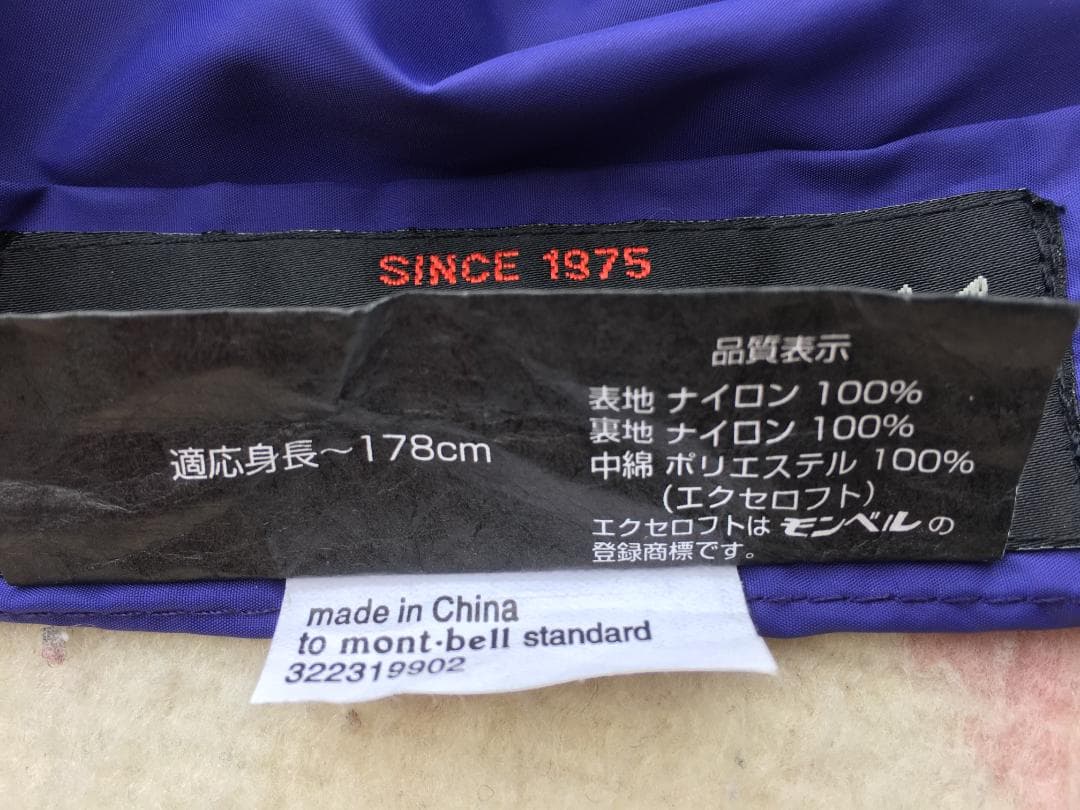 SINCE 1975
適応身長~178cm
品質表示
表地 ナイロン 100%
裏地 ナイロン 100%
中綿 ポリエステル 100%
(エクセロフト)
エクセロフトは モンベル の
登録商標です。
made in China
to mont-bell standard
322319902